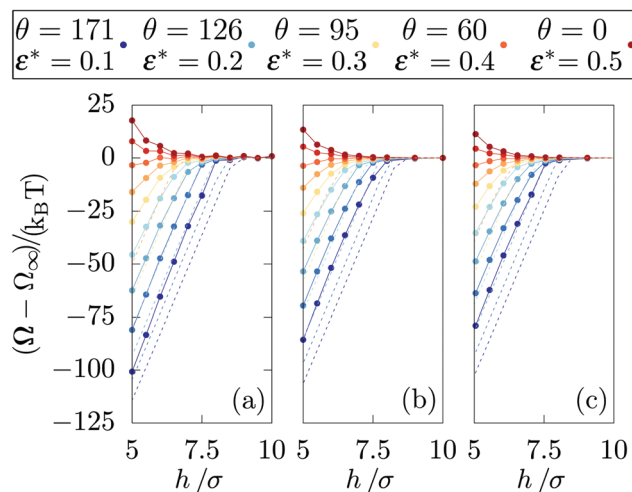 θ = 171 θ = 126 θ = 95 θ = 60 θ = 0
ε* = 0.1 ε* = 0.2 ε* = 0.3 ε* = 0.4 ε* = 0.5
25
0
−25
−50
−75
−100
−125
(Ω − Ω∞)/(k_BT)
(a) (b) (c)
5 7.5 10 5 7.5 10 5 7.5 10
h/σ h/σ h/σ